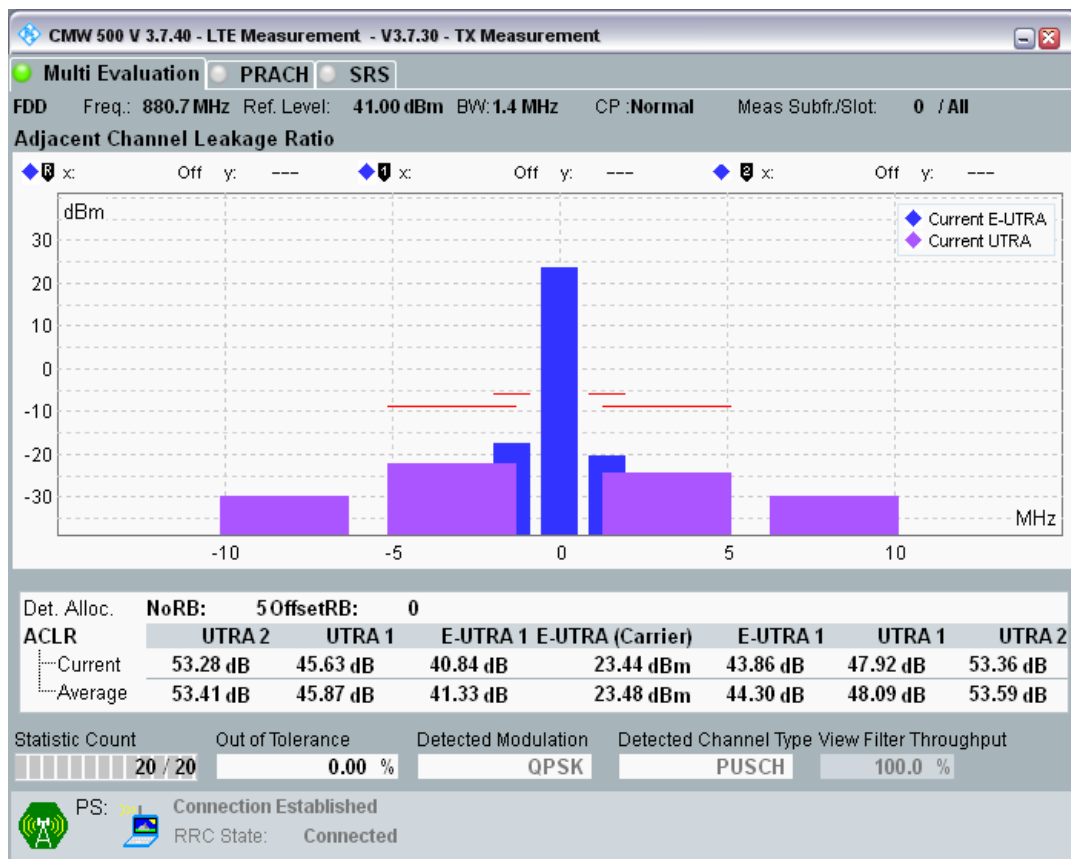 CMW 500 V 3.7.40 - LTE Measurement - V3.7.30 - TX Measurement
Multi Evaluation PRACH SRS
FDD Freq.: 880.7 MHz Ref. Level: 41.00 dBm BW: 1.4 MHz CP :Normal Meas Subfr./Slot: 0 / All
Adjacent Channel Leakage Ratio
R x: Off y: --- 1 x: Off y: --- 2 x: Off y: ---
dBm
Current E-UTRA
Current UTRA
30
20
10
0
-10
-20
-30
MHz
-10 -5 0 5 10
Det. Alloc. NoRB: 5 OffsetRB: 0
ACLR UTRA 2 UTRA 1 E-UTRA 1 E-UTRA (Carrier) E-UTRA 1 UTRA 1 UTRA 2
Current 53.28 dB 45.63 dB 40.84 dB 23.44 dBm 43.86 dB 47.92 dB 53.36 dB
Average 53.41 dB 45.87 dB 41.33 dB 23.48 dBm 44.30 dB 48.09 dB 53.59 dB
Statistic Count Out of Tolerance Detected Modulation Detected Channel Type View Filter Throughput
20 / 20 0.00 % QPSK PUSCH 100.0 %
PS: Connection Established
RRC State: Connected